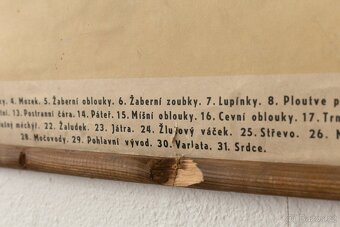 4. Mozek. 5. Žaberní oblouky. 6. Žaberní zoubky. 7. Lupínky. 8. Ploutve p
13. Postranní čára. 14. Páteř. 15. Míšní oblouky. 16. Cevní oblouky. 17. Trn
měchýř. 22. Žaludek. 23. Játra. 24. Žlučový váček. 25. Střevo. 26.
28. Močovody. 29. Pohlavní vývod. 30. Varlata. 31. Srdce.